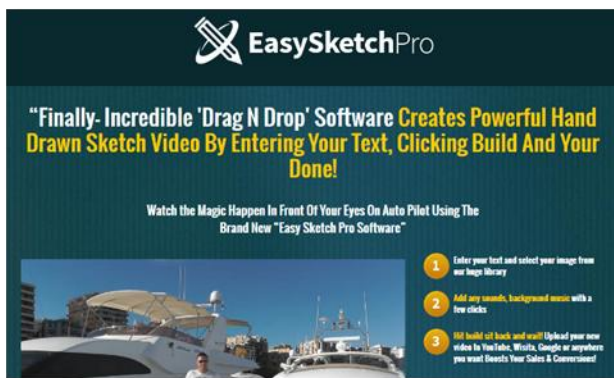 EasySketchPro
“Finally- Incredible 'Drag N Drop' Software Creates Powerful Hand
Drawn Sketch Video By Entering Your Text, Clicking Build And Your
Done!
Watch the Magic Happen In Front Of Your Eyes On Auto Pilot Using The
Brand New “Easy Sketch Pro Software”
1 Enter your text and select your image from
our huge library
2 Add any sounds, background music with a
few clicks
3 Hit build sit back and wait! Upload your new
video to YouTube, Wisita, Google or anywhere
you want Boosts Your Sales & Conversions!